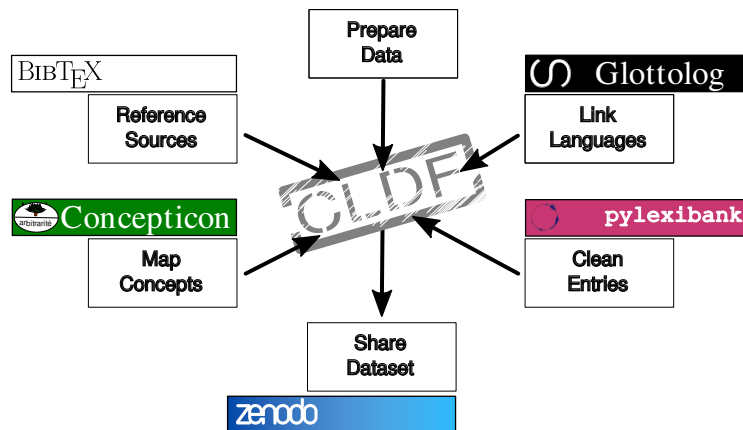 Prepare
Data
BIBTEX
Glottolog
Reference
Sources
Link
Languages
CLDF
arbitrarité
Concepticon
pylexibank
Map
Concepts
Clean
Entries
Share
Dataset
zenodo